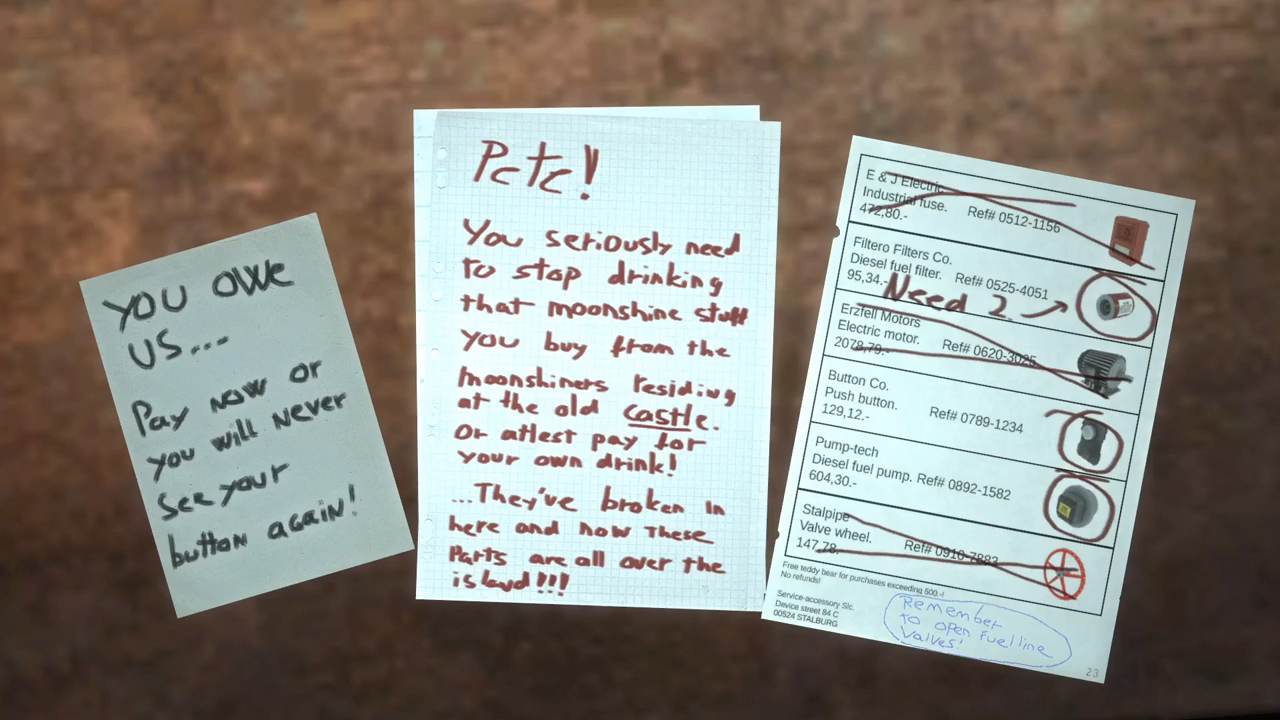 YOU OWE
US...
Pay now or
you will never
see your
button again!
Pete!
You seriously need
to stop drinking
that moonshine stuff
you buy from the
moonshiners residing
at the old castle.
Or atlest pay for
your own drink!
...They've broken in
here and now these
Parts are all over the
island!!!
E & J Electric
Industrial fuse. Ref# 0512-1156
472,80.-
Filtero Filters Co.
Diesel fuel filter. Ref# 0525-4051
95,34.-
Need 2
Erzfell Motors
Electric motor. Ref# 0620-3025
2078,79.-
Button Co.
Push button. Ref# 0789-1234
129,12.-
Pump-tech
Diesel fuel pump. Ref# 0892-1582
604,30.-
Stalpipe
Valve wheel. Ref# 0910-7883
147,78.-
Free teddy bear for purchases exceeding 500.-!
No refunds!
Service-accessory Slc.
Device street 84 C
00524 STALBURG
Remember
to open fuel line
valves!
23